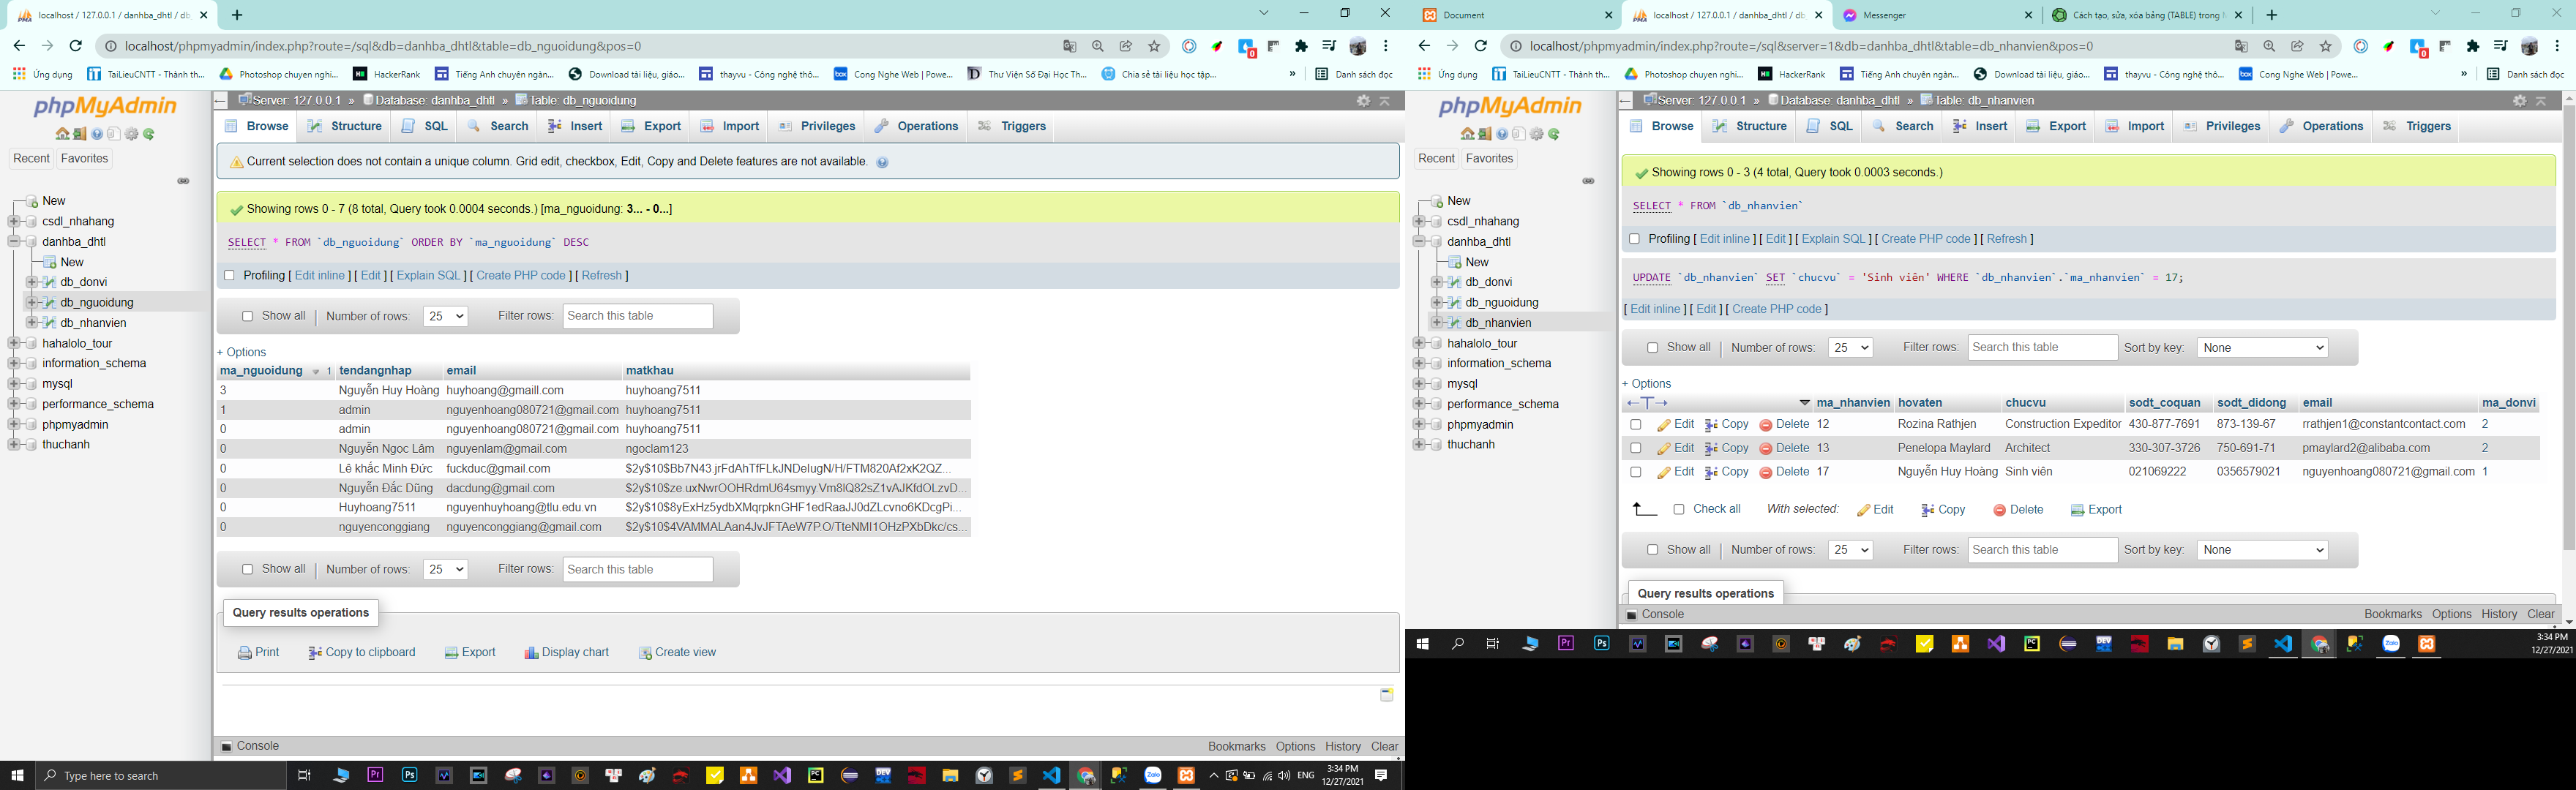 localhost / 127.0.0.1 / danhba_dhtl / db
localhost/phpmyadmin/index.php?route=/sql&db=danhba_dhtl&table=db_nguoidung&pos=0
Ứng dụng
TaiLieuCNTT - Thành th...
Photoshop chuyen nghi...
HackerRank
Tiếng Anh chuyên ngàn...
Download tài liệu, giáo...
thayvu - Công nghệ thô...
Cong Nghe Web | Powe...
Thư Viện Số Đại Học Th...
Chia sẻ tài liệu học tập...
»
Danh sách đọc
phpMyAdmin
Recent Favorites
New
csdl_nhahang
danhba_dhtl
New
db_donvi
db_nguoidung
db_nhanvien
hahalolo_tour
information_schema
mysql
performance_schema
phpmyadmin
thuchanh
Server: 127.0.0.1 » Database: danhba_dhtl » Table: db_nguoidung
Browse Structure SQL Search Insert Export Import Privileges Operations Triggers
Current selection does not contain a unique column. Grid edit, checkbox, Edit, Copy and Delete features are not available.
Showing rows 0 - 7 (8 total, Query took 0.0004 seconds.) [ma_nguoidung: 3... - 0...]
SELECT * FROM `db_nguoidung` ORDER BY `ma_nguoidung` DESC
Profiling [ Edit inline ] [ Edit ] [ Explain SQL ] [ Create PHP code ] [ Refresh ]
Show all | Number of rows: 25 Filter rows: Search this table
+ Options
ma_nguoidung 1 tendangnhap email matkhau
3 Nguyễn Huy Hoàng huyhoang@gmaill.com huyhoang7511
1 admin nguyenhoang080721@gmail.com huyhoang7511
0 admin nguyenhoang080721@gmail.com huyhoang7511
0 Nguyễn Ngọc Lâm nguyenlam@gmail.com ngoclam123
0 Lê khắc Minh Đức fuckduc@gmail.com
0 Nguyễn Đắc Dũng dacdung@gmail.com
0 Huyhoang7511 nguyenhuyhoang@tlu.edu.vn
0 nguyenconggiang nguyenconggiang@gmail.com
Show all | Number of rows: 25 Filter rows: Search this table
Query results operations
Print Copy to clipboard Export Display chart Create view
Console
Bookmarks Options History Clear
Type here to search
ENG
3:34 PM
12/27/2021
Document
localhost / 127.0.0.1 / danhba_dhtl / db
Messenger
Cách tạo, sửa, xóa bảng (TABLE) trong
localhost/phpmyadmin/index.php?route=/sql&server=1&db=danhba_dhtl&table=db_nhanvien&pos=0
Ứng dụng
TaiLieuCNTT - Thành th...
Photoshop chuyen nghi...
HackerRank
Tiếng Anh chuyên ngàn...
Download tài liệu, giáo...
thayvu - Công nghệ thô...
Cong Nghe Web | Powe...
»
Danh sách đọc
phpMyAdmin
Recent Favorites
New
csdl_nhahang
danhba_dhtl
New
db_donvi
db_nguoidung
db_nhanvien
hahalolo_tour
information_schema
mysql
performance_schema
phpmyadmin
thuchanh
Server: 127.0.0.1 » Database: danhba_dhtl » Table: db_nhanvien
Browse Structure SQL Search Insert Export Import Privileges Operations Triggers
Showing rows 0 - 3 (4 total, Query took 0.0003 seconds.)
SELECT * FROM `db_nhanvien`
Profiling [ Edit inline ] [ Edit ] [ Explain SQL ] [ Create PHP code ] [ Refresh ]
UPDATE `db_nhanvien` SET `chucvu` = 'Sinh viên' WHERE `db_nhanvien`.`ma_nhanvien` = 17;
[ Edit inline ] [ Edit ] [ Create PHP code ]
Show all | Number of rows: 25 Filter rows: Search this table Sort by key: None
+ Options
ma_nhanvien hovaten chucvu sodt_coquan sodt_didong email ma_donvi
Edit Copy Delete 12 Rozina Rathjen Construction Expeditor 430-877-7691 873-139-67 rrathjen1@constantcontact.com 2
Edit Copy Delete 13 Penelopa Maylard Architect 330-307-3726 750-691-71 pmaylard2@alibaba.com 2
Edit Copy Delete 17 Nguyễn Huy Hoàng Sinh viên 021069222 0356579021 nguyenhoang080721@gmail.com 1
Check all With selected: Edit Copy Delete Export
Show all | Number of rows: 25 Filter rows: Search this table Sort by key: None
Query results operations
Console
Bookmarks Options History Clear
3:34 PM
12/27/2021